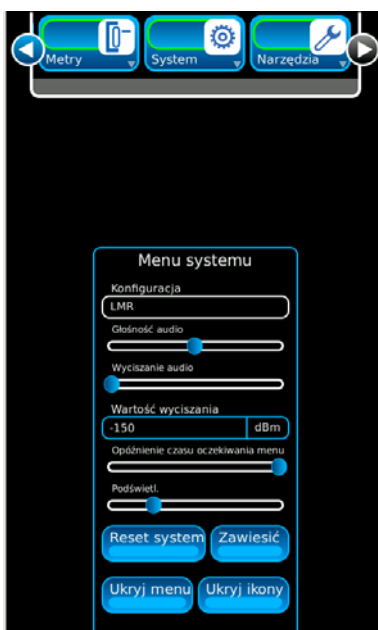 Metry
System
Narzędzia
Menu systemu
Konfiguracja
LMR
Głośność audio
Wyciszanie audio
Wartość wyciszania
-150 dBm
Opóźnienie czasu oczekiwania menu
Podświetl.
Reset system Zawiesić
Ukryj menu Ukryj ikony